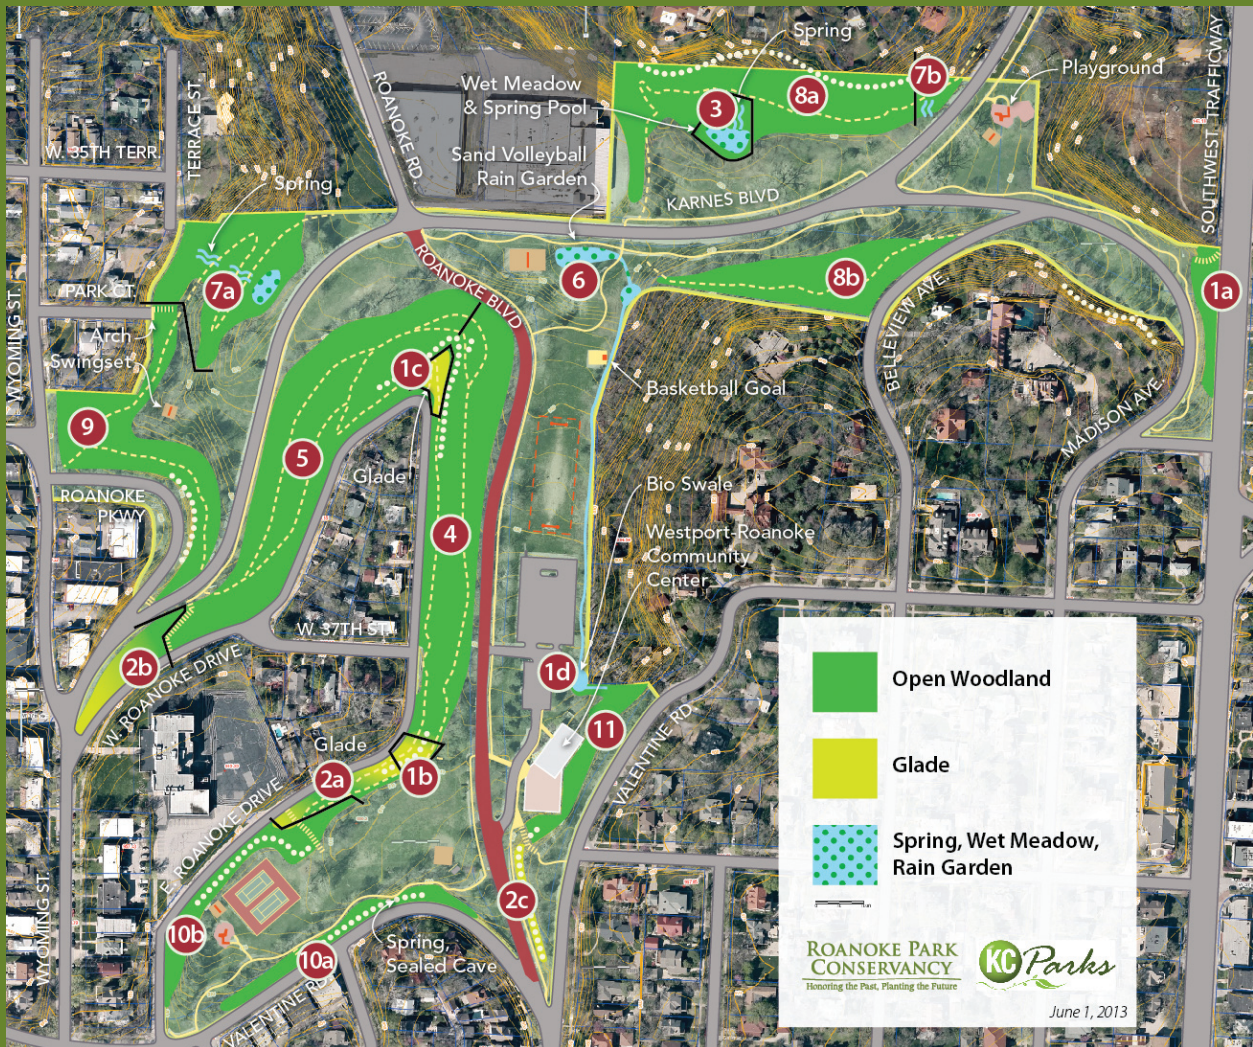 Spring
SOUTHWEST TRAFFICWAY
ROANOKE RD.
Wet Meadow
& Spring Pool
3
8a
7b
Playground
TERRACE ST.
W. 35TH TERR.
Sand Volleyball
Rain Garden
Spring
KARNES BLVD
ROANOKE BLVD
6
8b
1a
7a
PARK CT
WYOMING ST.
Arch
Swingset
1c
BELLEVIEW AVE.
Basketball Goal
MADISON AVE.
9
5
Glade
ROANOKE
PKWY
4
Bio Swale
Westport-Roanoke
Community
Center
W. 37TH ST.
2b
W. ROANOKE DRIVE
1d
11
VALENTINE RD
Glade
2a
1b
E. ROANOKE DRIVE
2c
WYOMING ST.
10b
10a
Spring,
Sealed Cave
VALENTINE RD.
Open Woodland
Glade
Spring, Wet Meadow,
Rain Garden
ROANOKE PARK
CONSERVANCY
Honoring the Past, Planting the Future
KC Parks
June 1, 2013